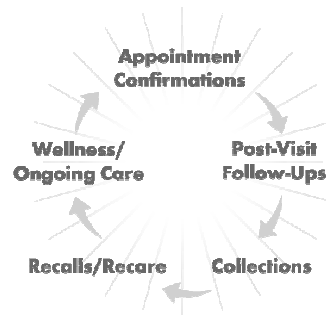 Appointment
Confirmations
Wellness/
Ongoing Care
Post-Visit
Follow-Ups
Recalls/Recare
Collections